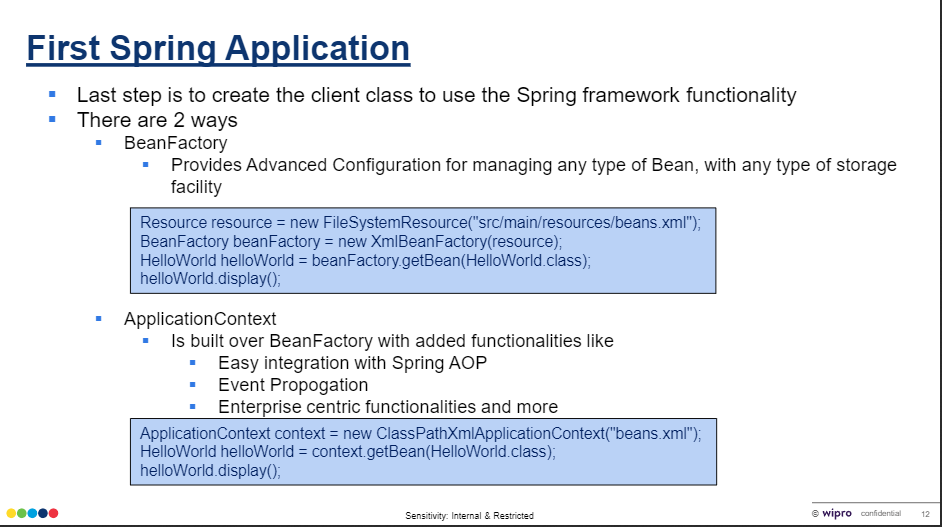 First Spring Application
Last step is to create the client class to use the Spring framework functionality
There are 2 ways
BeanFactory
Provides Advanced Configuration for managing any type of Bean, with any type of storage
facility
Resource resource = new FileSystemResource("src/main/resources/beans.xml");
BeanFactory beanFactory = new XmlBeanFactory(resource);
HelloWorld helloWorld = beanFactory.getBean(HelloWorld.class);
helloWorld.display();
ApplicationContext
Is built over BeanFactory with added functionalities like
Easy integration with Spring AOP
Event Propogation
Enterprise centric functionalities and more
ApplicationContext context = new ClassPathXmlApplicationContext("beans.xml");
HelloWorld helloWorld = context.getBean(HelloWorld.class);
helloWorld.display();
Sensitivity: Internal & Restricted
© wipro confidential 12